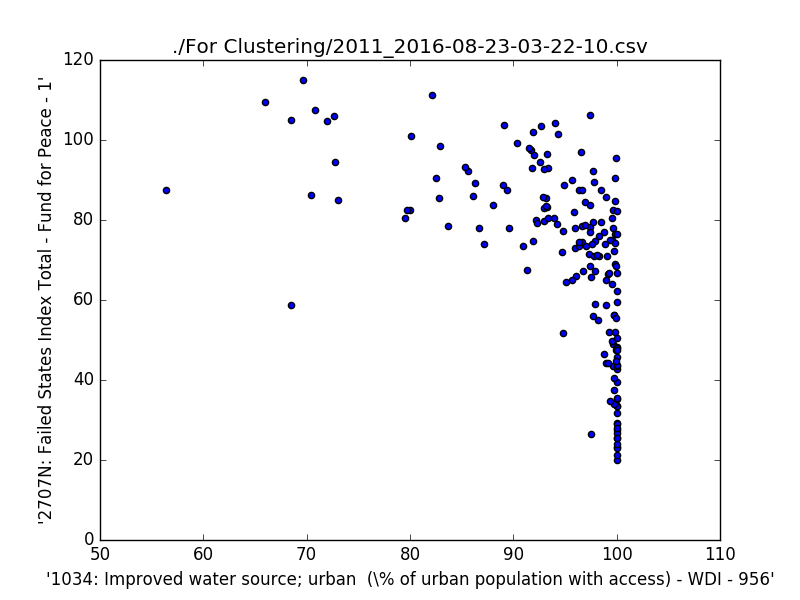 ./For Clustering/2011_2016-08-23-03-22-10.csv
120
100
80
60
40
20
0
'2707N: Failed States Index Total - Fund for Peace - 1'
50 60 70 80 90 100 110
'1034: Improved water source; urban  (\% of urban population with access) - WDI - 956'